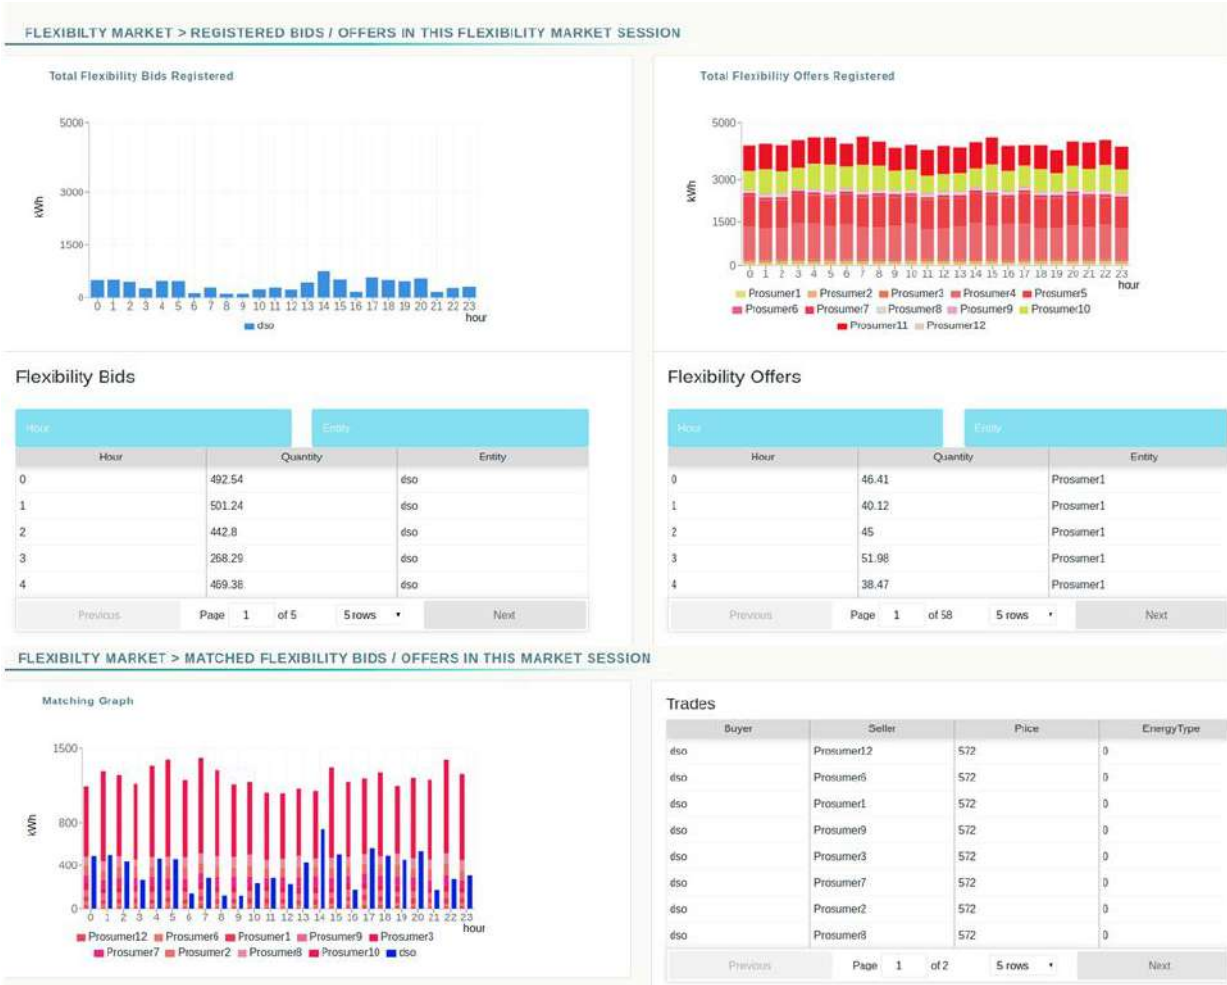 FLEXIBILTY MARKET > REGISTERED BIDS / OFFERS IN THIS FLEXIBILITY MARKET SESSION
Total Flexibility Bids Registered
5000
3000
1500
0
kWh
0 1 2 3 4 5 6 7 8 9 10 11 12 13 14 15 16 17 18 19 20 21 22 23
hour
dso
Total Flexibility Offers Registered
5000
3000
1500
0
kWh
0 1 2 3 4 5 6 7 8 9 10 11 12 13 14 15 16 17 18 19 20 21 22 23
hour
Prosumer1 Prosumer2 Prosumer3 Prosumer4 Prosumer5
Prosumer6 Prosumer7 Prosumer8 Prosumer9 Prosumer10
Prosumer11 Prosumer12
Flexibility Bids
Hour Entity
Hour Quantity Entity
0 492.54 dso
1 501.24 dso
2 442.8 dso
3 268.29 dso
4 469.38 dso
Previous Page 1 of 5 5 rows Next
Flexibility Offers
Hour Entity
Hour Quantity Entity
0 46.41 Prosumer1
1 40.12 Prosumer1
2 45 Prosumer1
3 51.98 Prosumer1
4 38.47 Prosumer1
Previous Page 1 of 58 5 rows Next
FLEXIBILTY MARKET > MATCHED FLEXIBILITY BIDS / OFFERS IN THIS MARKET SESSION
Matching Graph
1500
800
400
0
kWh
0 1 2 3 4 5 6 7 8 9 10 11 12 13 14 15 16 17 18 19 20 21 22 23
hour
Prosumer12 Prosumer6 Prosumer1 Prosumer9 Prosumer3
Prosumer7 Prosumer2 Prosumer8 Prosumer10 dso
Trades
Buyer Seller Price EnergyType
dso Prosumer12 572 0
dso Prosumer6 572 0
dso Prosumer1 572 0
dso Prosumer9 572 0
dso Prosumer3 572 0
dso Prosumer7 572 0
dso Prosumer2 572 0
dso Prosumer8 572 0
Previous Page 1 of 2 5 rows Next